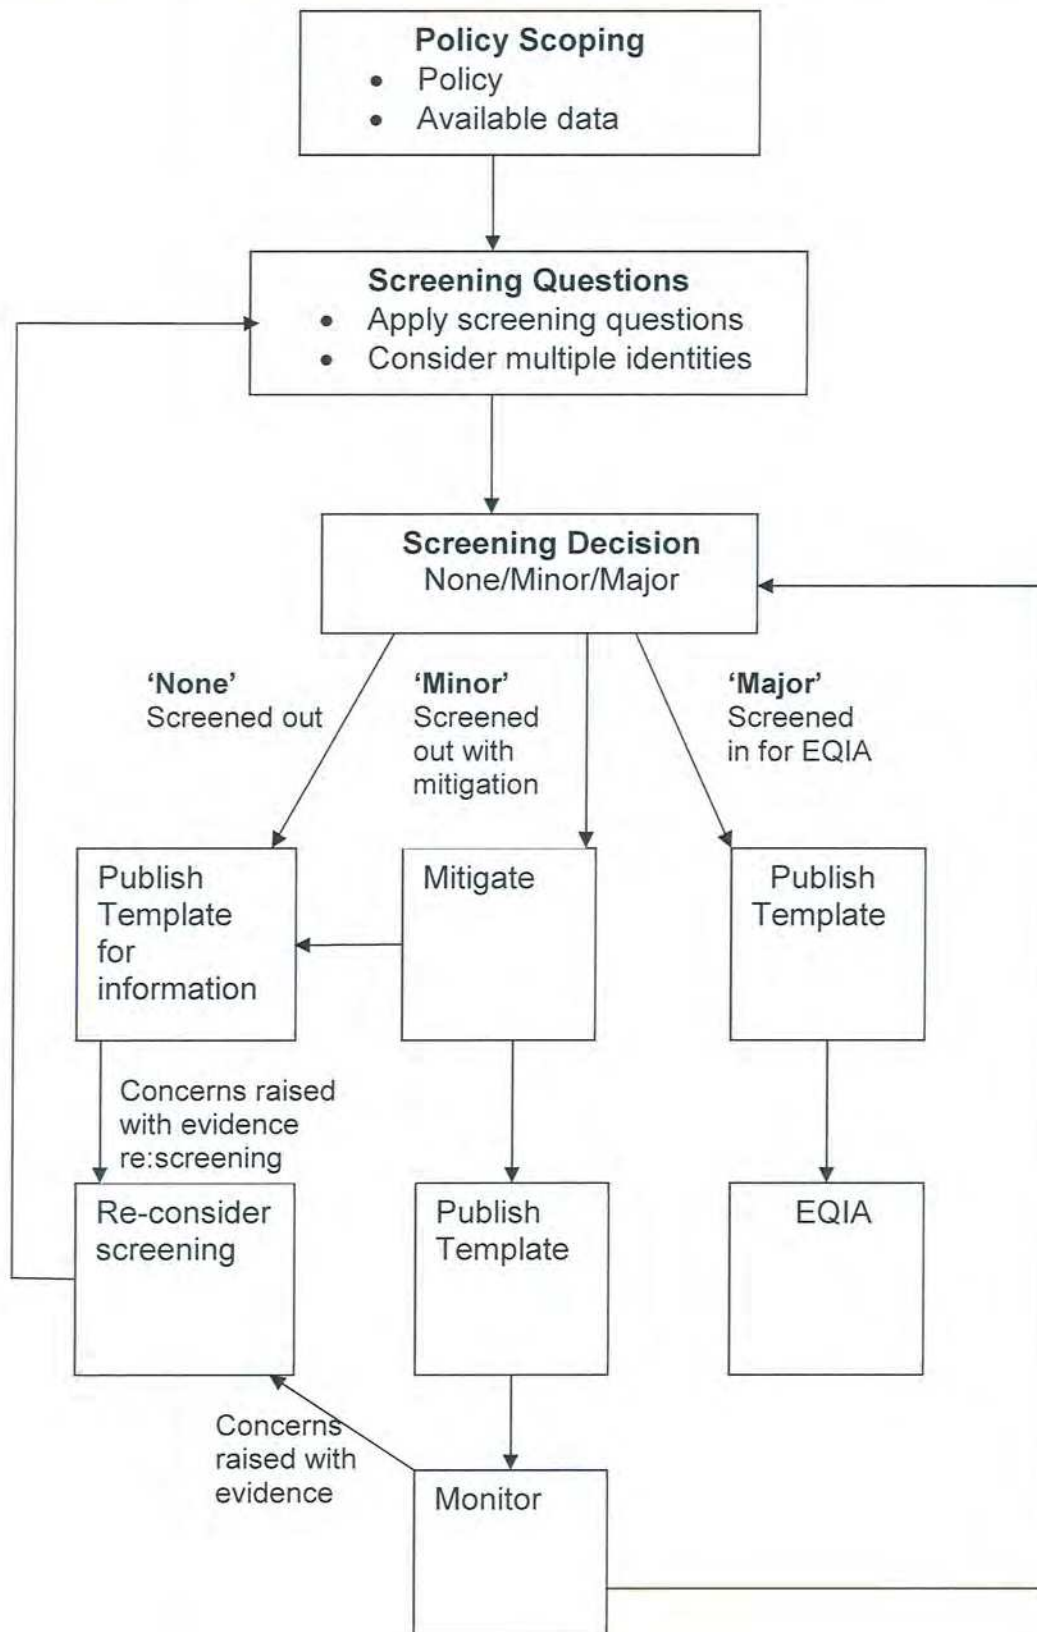 Policy Scoping
• Policy
• Available data
Screening Questions
• Apply screening questions
• Consider multiple identities
Screening Decision
None/Minor/Major
‘None’
Screened out
‘Minor’
Screened
out with
mitigation
‘Major’
Screened
in for EQIA
Publish
Template
for
information
Mitigate
Publish
Template
Concerns raised
with evidence
re:screening
Re-consider
screening
Publish
Template
EQIA
Concerns
raised with
evidence
Monitor